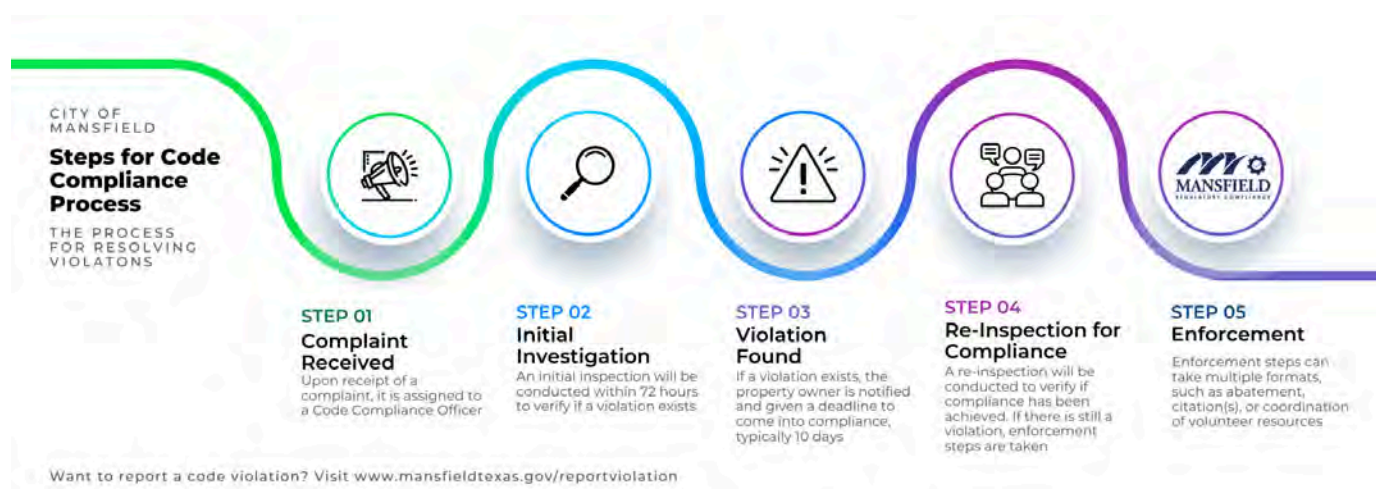 CITY OF
MANSFIELD
Steps for Code
Compliance
Process
THE PROCESS
FOR RESOLVING
VIOLATONS
STEP 01
Complaint
Received
Upon receipt of a
complaint, it is assigned to
a Code Compliance Officer
STEP 02
Initial
Investigation
An initial inspection will be
conducted within 72 hours
to verify if a violation exists
STEP 03
Violation
Found
If a violation exists, the
property owner is notified
and given a deadline to
come into compliance,
typically 10 days
STEP 04
Re-Inspection for
Compliance
A re-inspection will be
conducted to verify if
compliance has been
achieved. If there is still a
violation, enforcement
steps are taken
MANSFIELD
REGULATORY COMPLIANCE
STEP 05
Enforcement
Enforcement steps can
take multiple formats,
such as abatement,
citation(s), or coordination
of volunteer resources
Want to report a code violation? Visit www.mansfieldtexas.gov/reportviolation